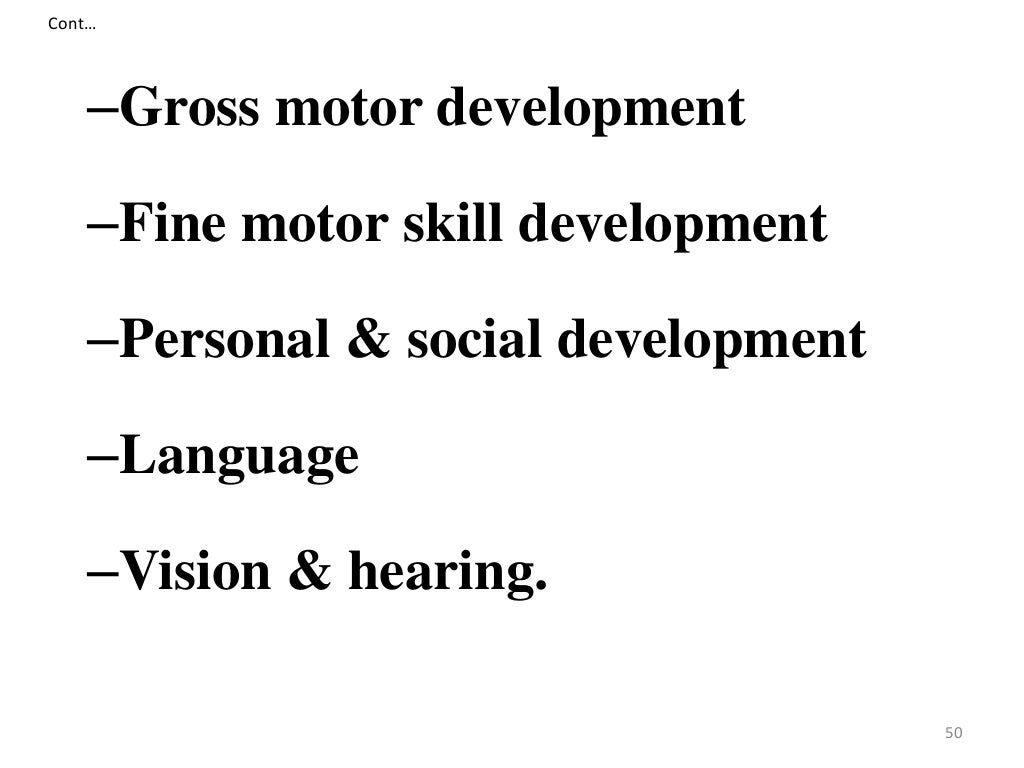 Cont…
–Gross motor development
–Fine motor skill development
–Personal & social development
–Language
–Vision & hearing.
50